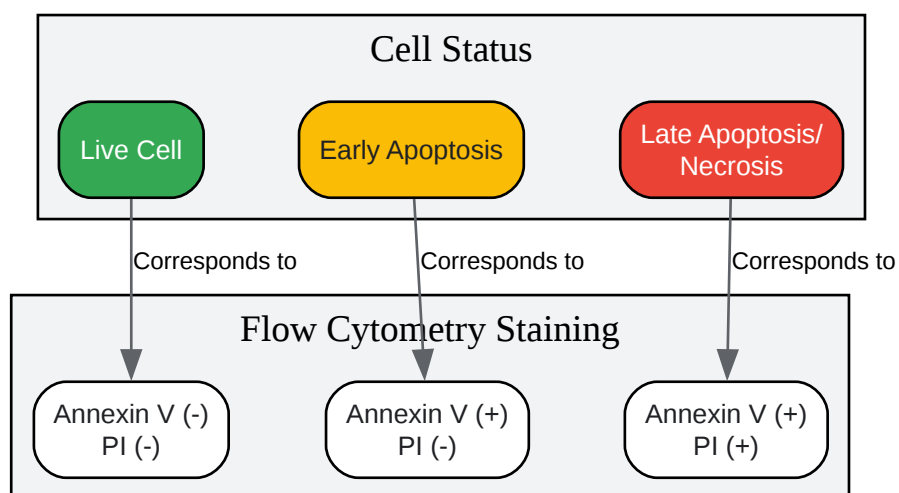 Cell Status
Live Cell
Early Apoptosis
Late Apoptosis/
Necrosis
Corresponds to
Corresponds to
Corresponds to
Flow Cytometry Staining
Annexin V (-)
PI (-)
Annexin V (+)
PI (-)
Annexin V (+)
PI (+)